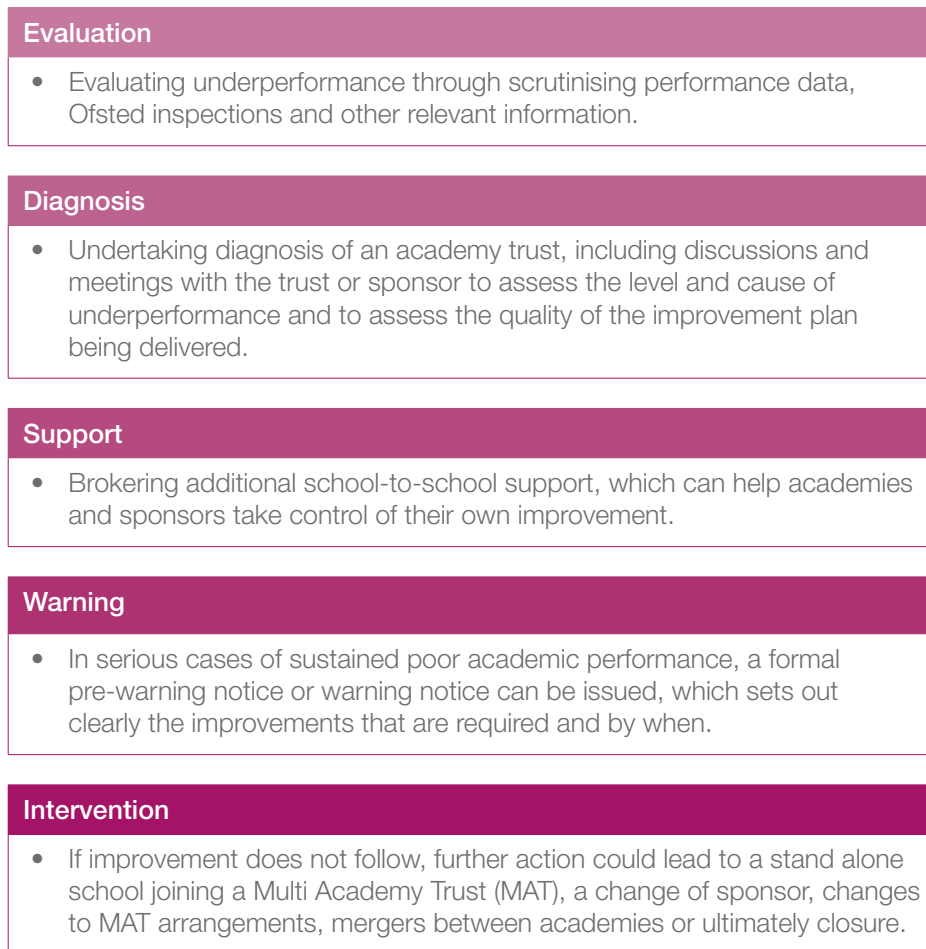 Evaluation
• Evaluating underperformance through scrutinising performance data,
Ofsted inspections and other relevant information.
Diagnosis
• Undertaking diagnosis of an academy trust, including discussions and
meetings with the trust or sponsor to assess the level and cause of
underperformance and to assess the quality of the improvement plan
being delivered.
Support
• Brokering additional school-to-school support, which can help academies
and sponsors take control of their own improvement.
Warning
• In serious cases of sustained poor academic performance, a formal
pre-warning notice or warning notice can be issued, which sets out
clearly the improvements that are required and by when.
Intervention
• If improvement does not follow, further action could lead to a stand alone
school joining a Multi Academy Trust (MAT), a change of sponsor, changes
to MAT arrangements, mergers between academies or ultimately closure.